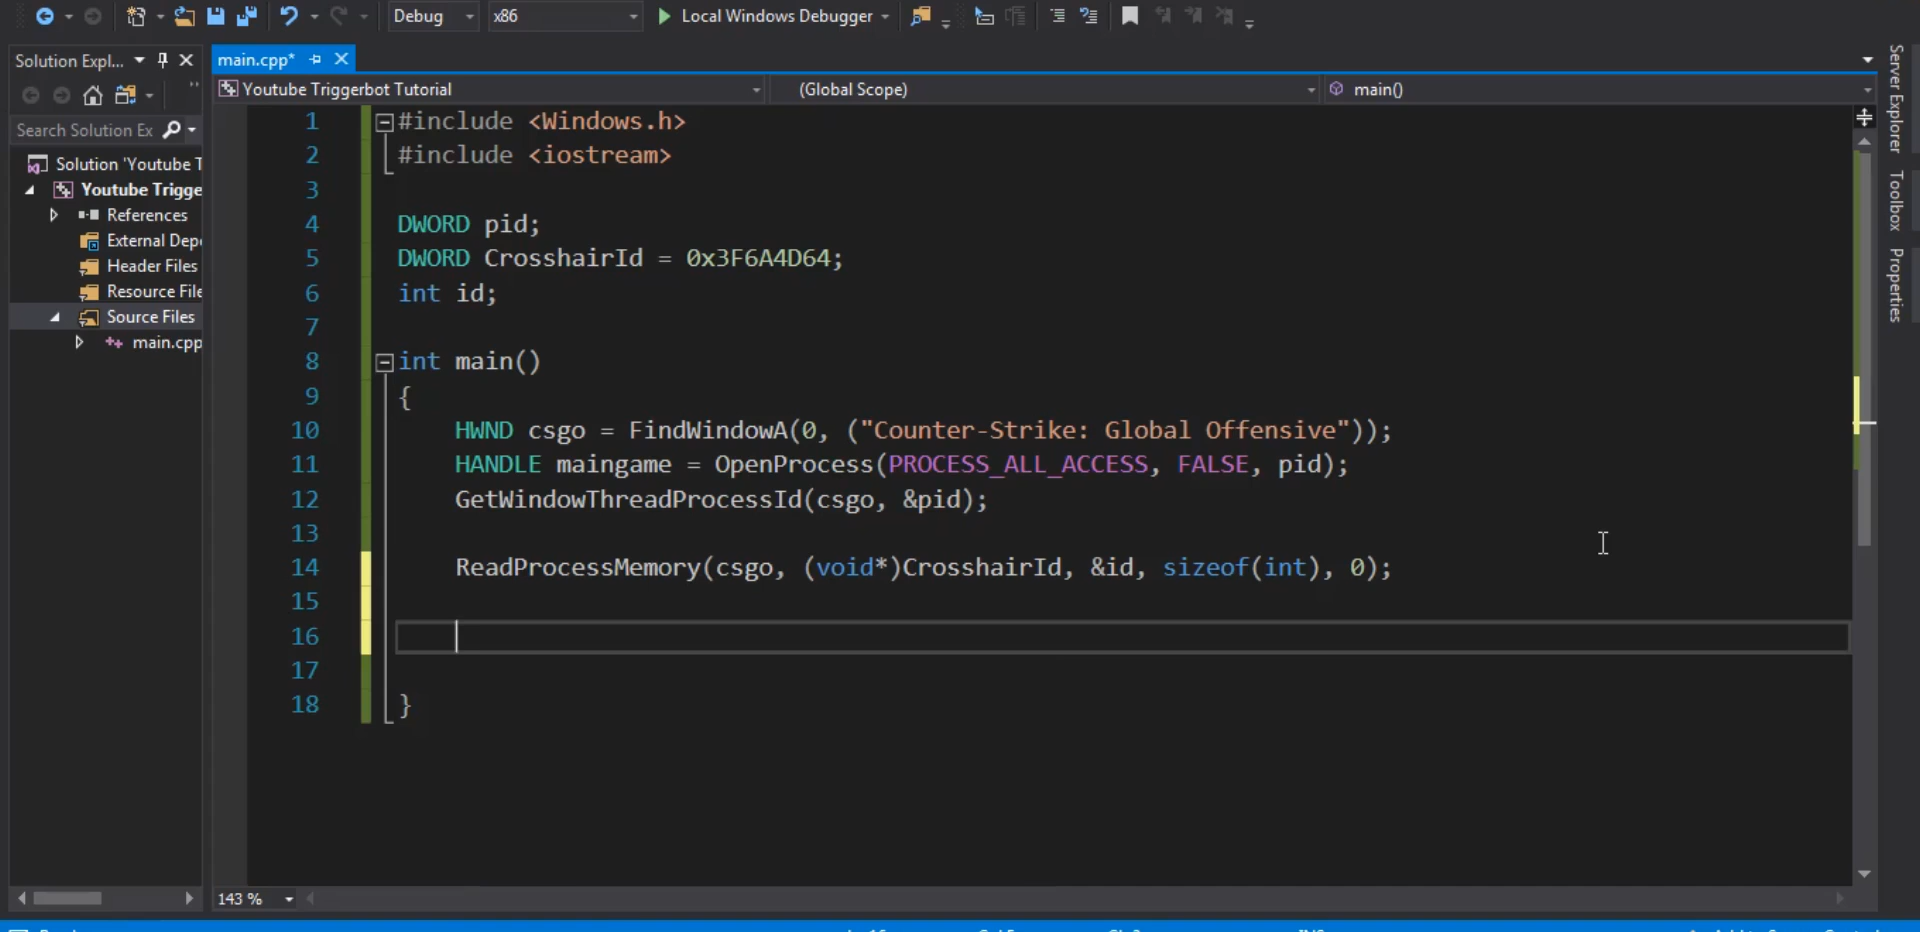 Debug x86 Local Windows Debugger
Solution Expl... main.cpp*
Youtube Triggerbot Tutorial (Global Scope) main()
Search Solution Ex
Solution 'Youtube T
Youtube Trigge
References
External Dep
Header Files
Resource File
Source Files
main.cpp
1 #include <Windows.h>
2 #include <iostream>
3
4 DWORD pid;
5 DWORD CrosshairId = 0x3F6A4D64;
6 int id;
7
8 int main()
9 {
10 HWND csgo = FindWindowA(0, ("Counter-Strike: Global Offensive"));
11 HANDLE maingame = OpenProcess(PROCESS_ALL_ACCESS, FALSE, pid);
12 GetWindowThreadProcessId(csgo, &pid);
13
14 ReadProcessMemory(csgo, (void*)CrosshairId, &id, sizeof(int), 0);
15
16
17
18 }
143 %
Server Explorer
Toolbox
Properties